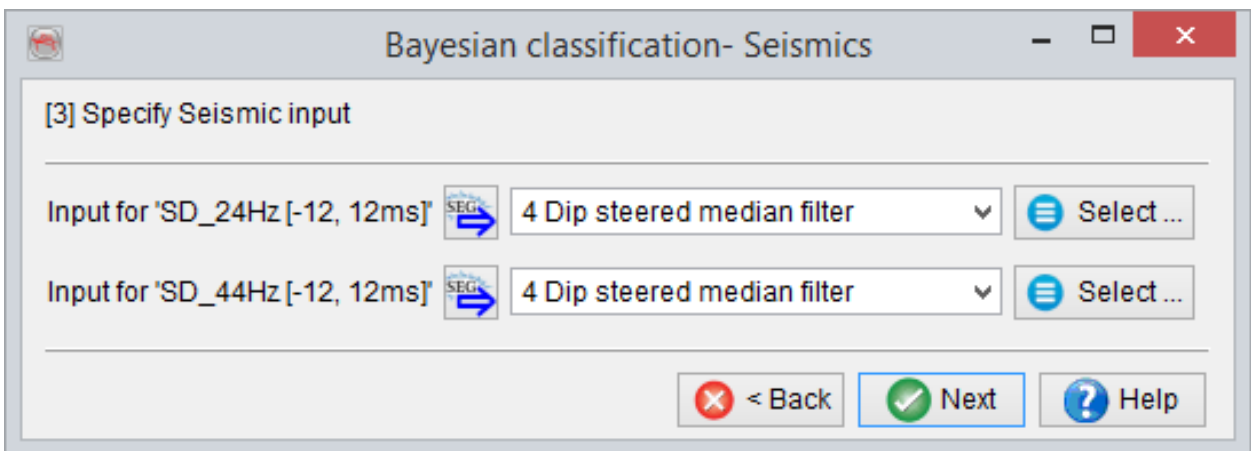 Bayesian classification- Seismics
[3] Specify Seismic input
Input for 'SD_24Hz [-12, 12ms]' SEG 4 Dip steered median filter Select ...
Input for 'SD_44Hz [-12, 12ms]' SEG 4 Dip steered median filter Select ...
< Back Next ? Help